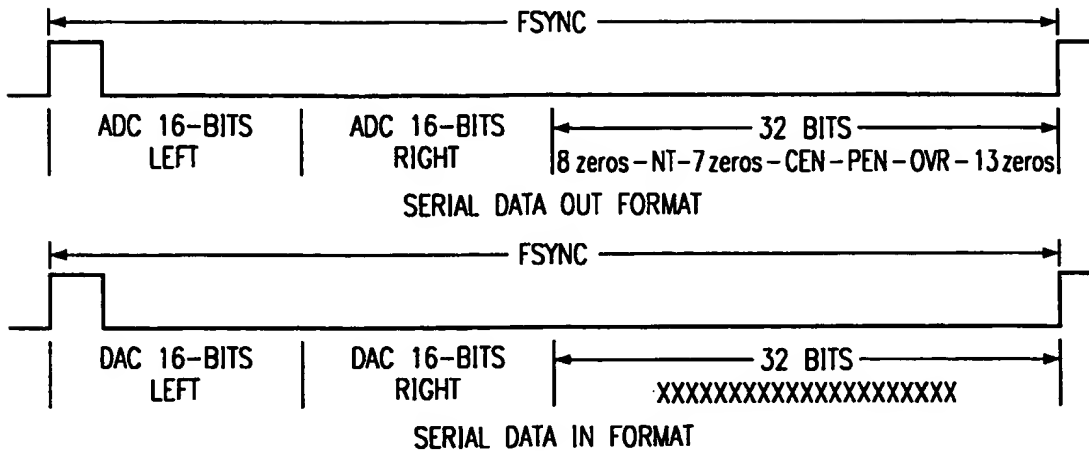 FSYNC
ADC 16-BITS
LEFT
ADC 16-BITS
RIGHT
32 BITS
8 zeros-NT-7 zeros-CEN-PEN-OVR-13 zeros
SERIAL DATA OUT FORMAT
FSYNC
DAC 16-BITS
LEFT
DAC 16-BITS
RIGHT
32 BITS
XXXXXXXXXXXXXXXXXXXXX
SERIAL DATA IN FORMAT